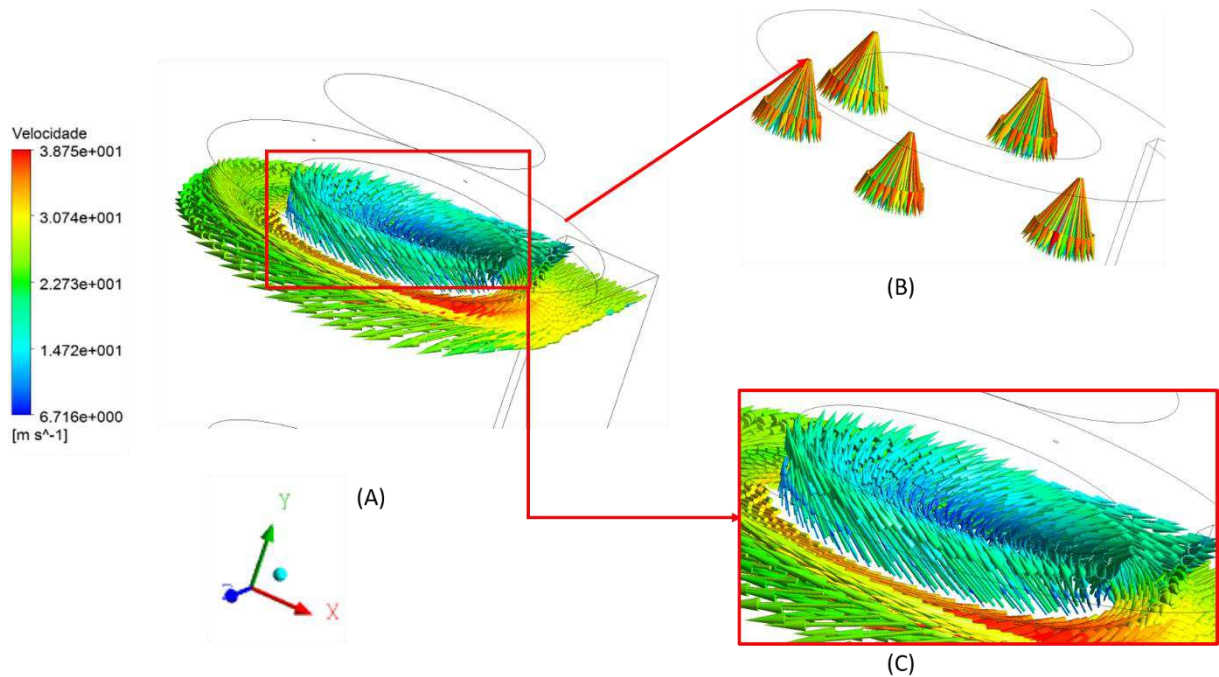 Velocidade
3.875e+001
3.074e+001
2.273e+001
1.472e+001
6.716e+000
[m s^-1]
(A)
Y
X
(B)
(C)